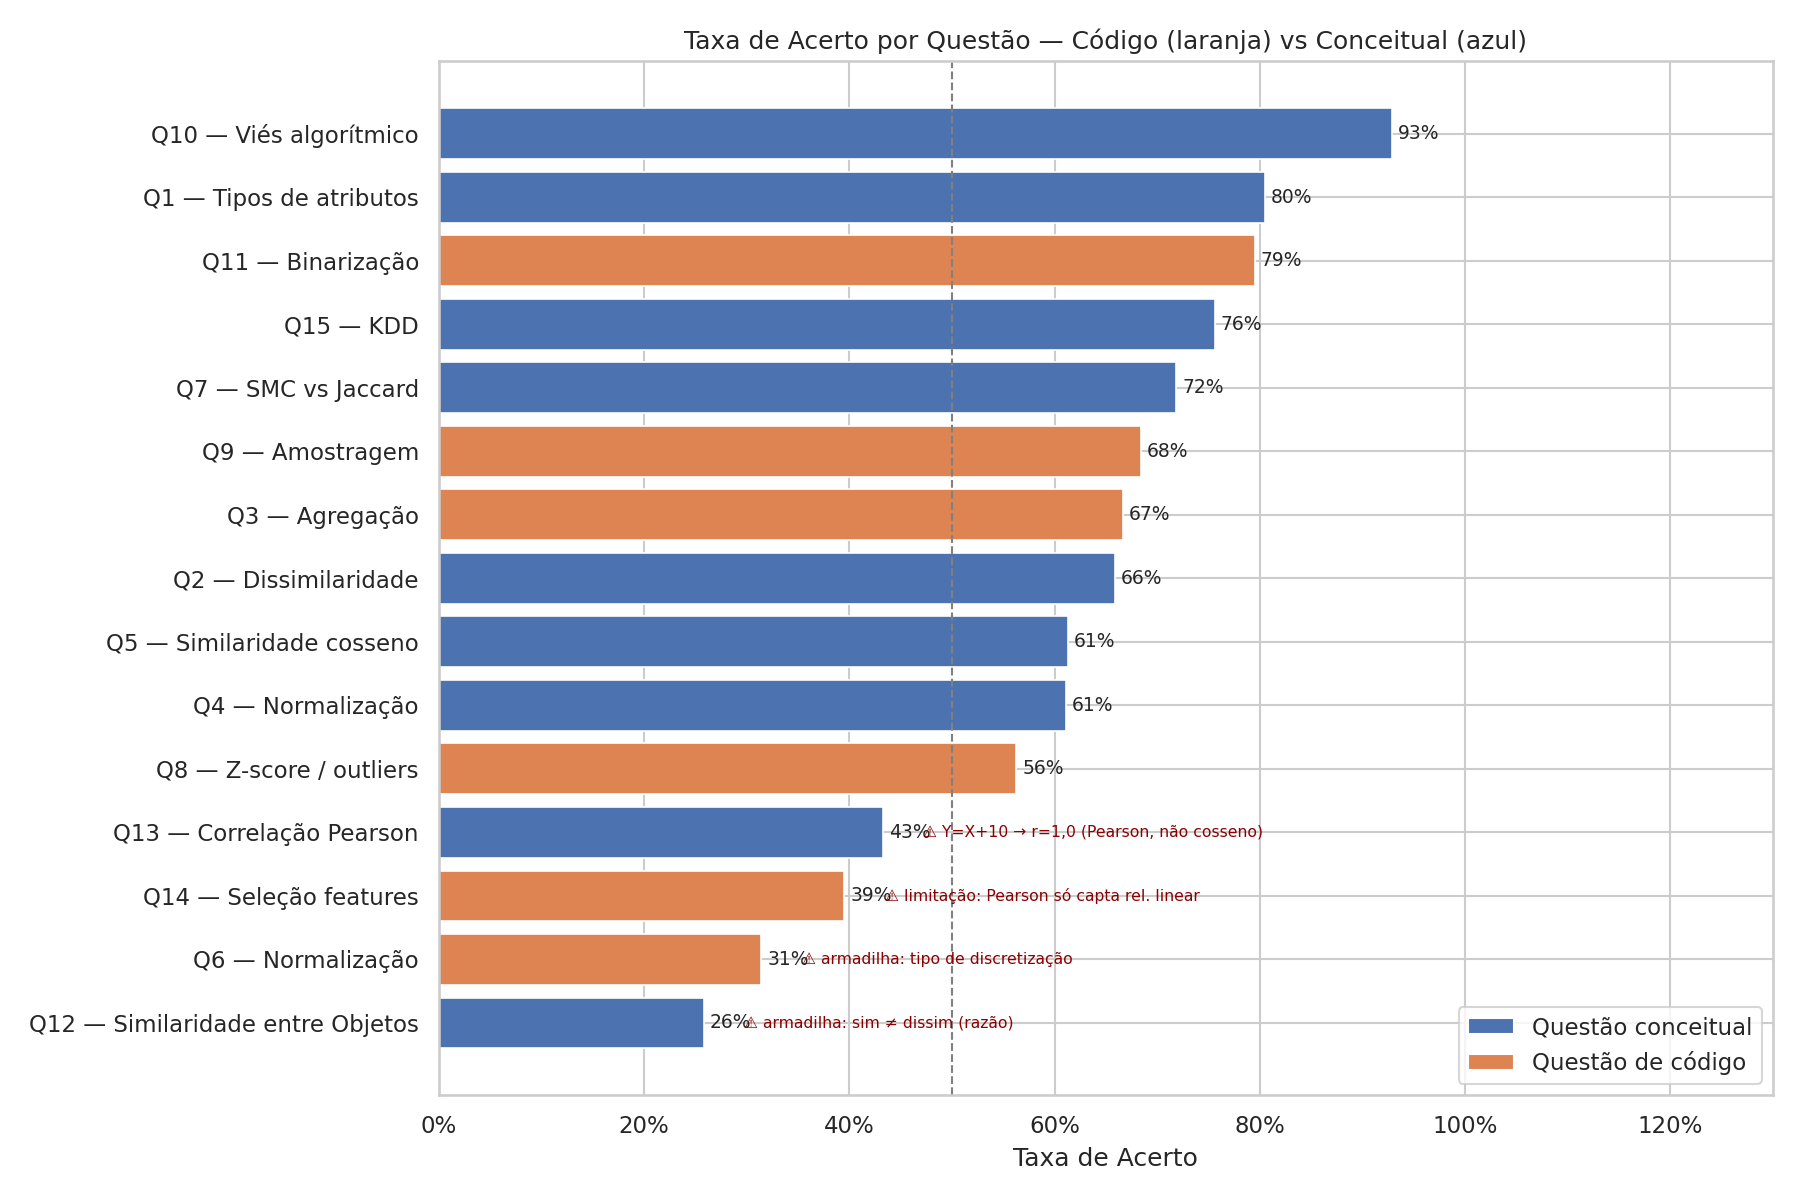 Taxa de Acerto por Questão — Código (laranja) vs Conceitual (azul)
Q10 — Viés algorítmico 93%
Q1 — Tipos de atributos 80%
Q11 — Binarização 79%
Q15 — KDD 76%
Q7 — SMC vs Jaccard 72%
Q9 — Amostragem 68%
Q3 — Agregação 67%
Q2 — Dissimilaridade 66%
Q5 — Similaridade cosseno 61%
Q4 — Normalização 61%
Q8 — Z-score / outliers 56%
Q13 — Correlação Pearson 43% ⚠ Y=X+10 → r=1,0 (Pearson, não cosseno)
Q14 — Seleção features 39% ⚠ limitação: Pearson só capta rel. linear
Q6 — Normalização 31% ⚠ armadilha: tipo de discretização
Q12 — Similaridade entre Objetos 26% ⚠ armadilha: sim ≠ dissim (razão)
Questão conceitual
Questão de código
0% 20% 40% 60% 80% 100% 120%
Taxa de Acerto